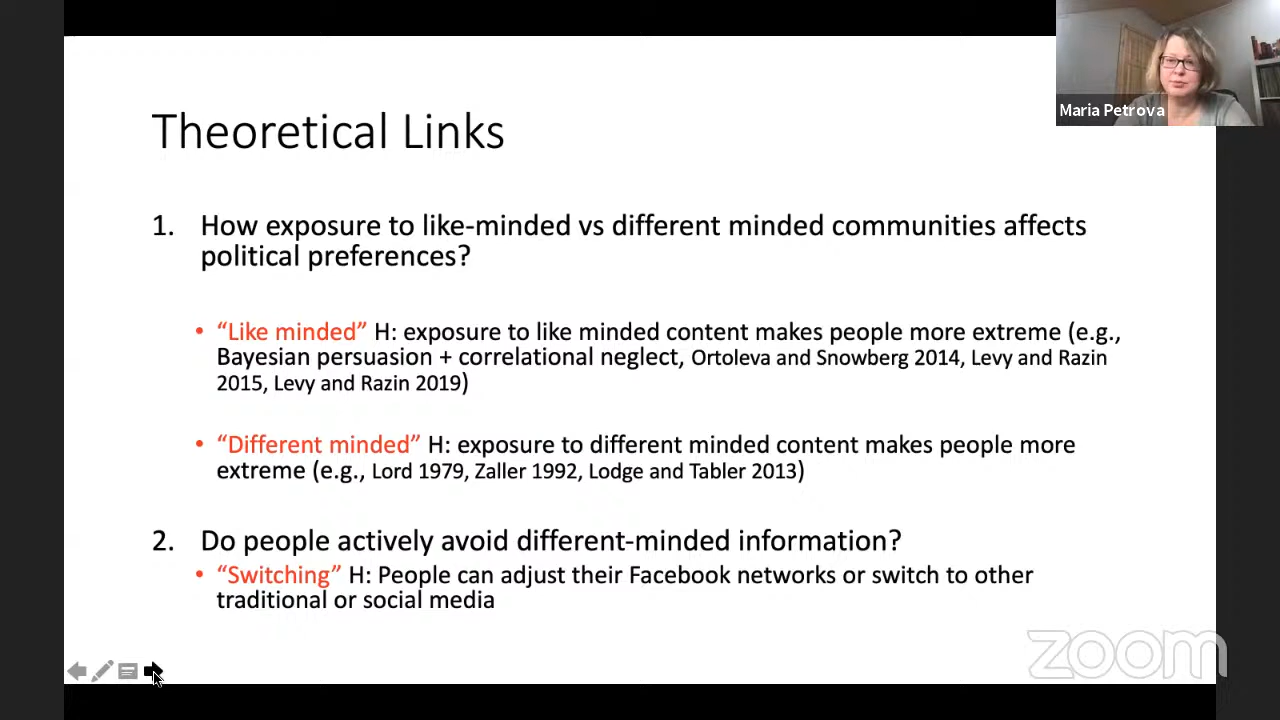 Maria Petrova
Theoretical Links
1. How exposure to like-minded vs different minded communities affects
political preferences?
• “Like minded” H: exposure to like minded content makes people more extreme (e.g.,
Bayesian persuasion + correlational neglect, Ortoleva and Snowberg 2014, Levy and Razin
2015, Levy and Razin 2019)
• “Different minded” H: exposure to different minded content makes people more
extreme (e.g., Lord 1979, Zaller 1992, Lodge and Tabler 2013)
2. Do people actively avoid different-minded information?
• “Switching” H: People can adjust their Facebook networks or switch to other
traditional or social media
zoom